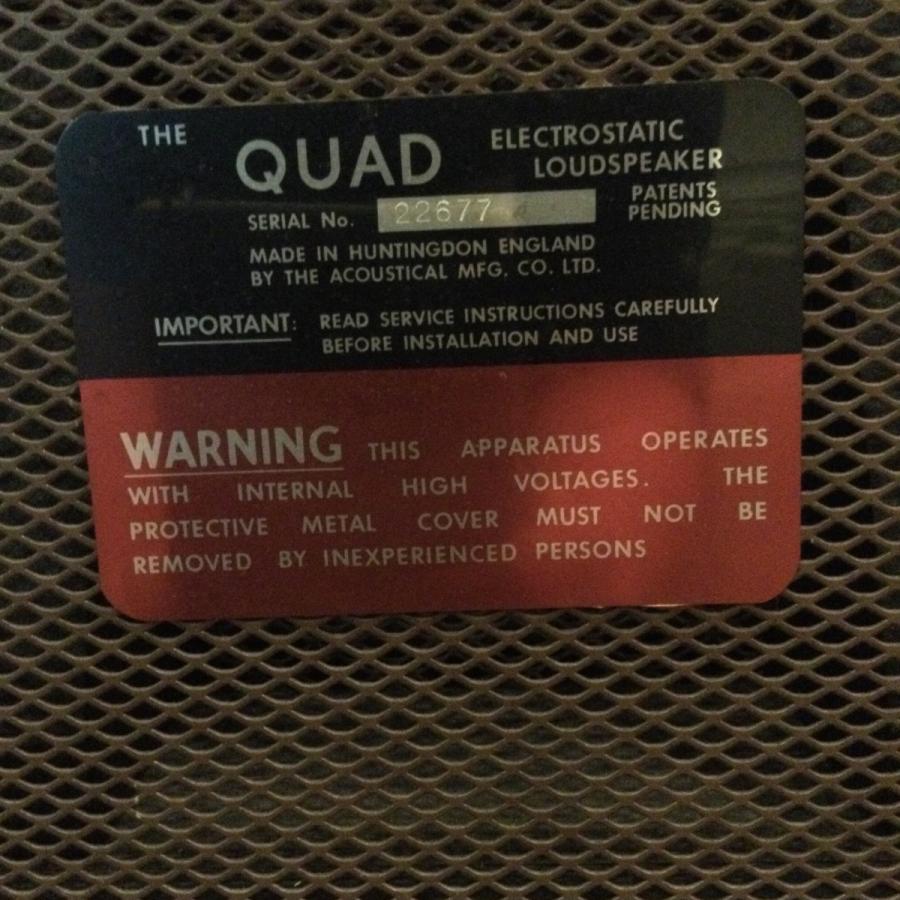 THE QUAD ELECTROSTATIC LOUDSPEAKER
SERIAL No. 22677 PATENTS PENDING
MADE IN HUNTINGDON ENGLAND
BY THE ACOUSTICAL MFG. CO. LTD.
IMPORTANT: READ SERVICE INSTRUCTIONS CAREFULLY
BEFORE INSTALLATION AND USE
WARNING THIS APPARATUS OPERATES
WITH INTERNAL HIGH VOLTAGES. THE
PROTECTIVE METAL COVER MUST NOT BE
REMOVED BY INEXPERIENCED PERSONS